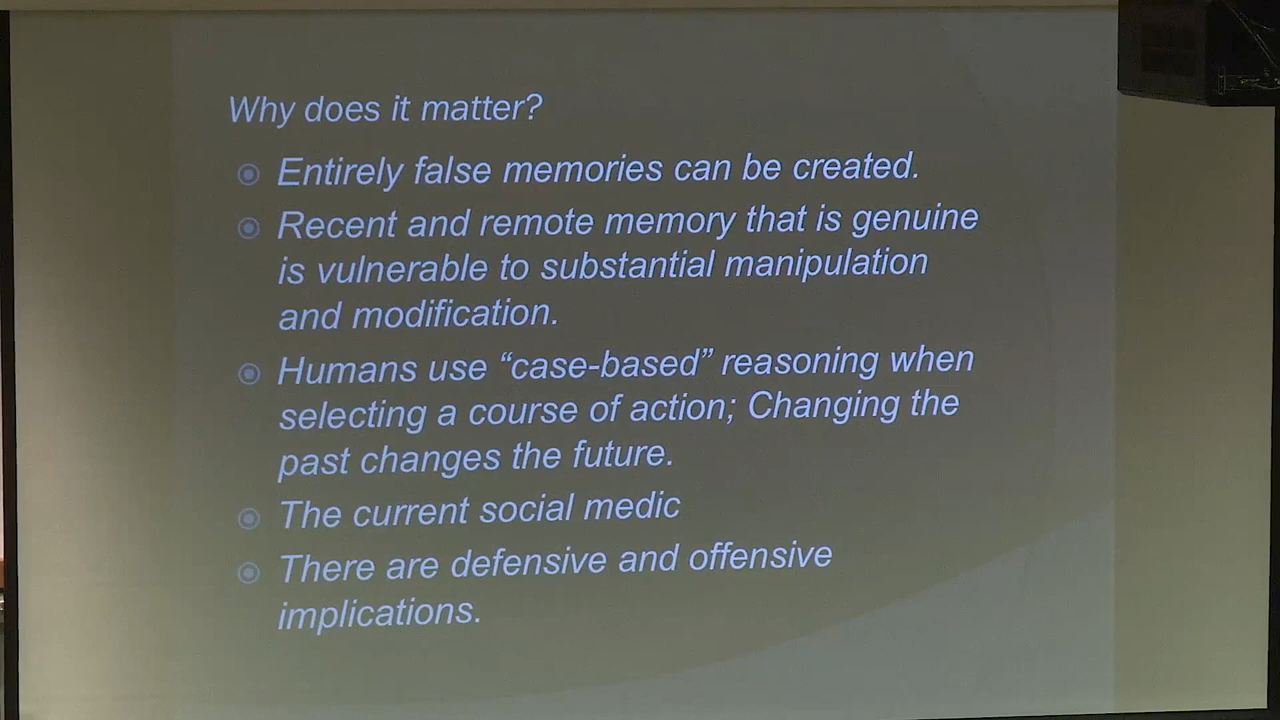 Why does it matter?
Entirely false memories can be created.
Recent and remote memory that is genuine
is vulnerable to substantial manipulation
and modification.
Humans use “case-based” reasoning when
selecting a course of action; Changing the
past changes the future.
The current social medic
There are defensive and offensive
implications.